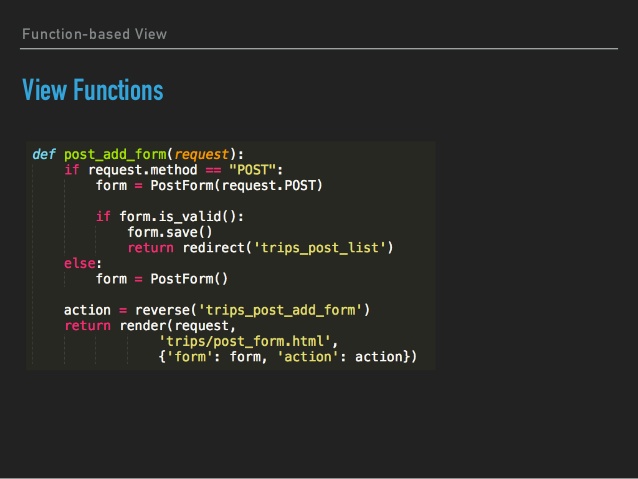 Function-based View
View Functions
def post_add_form(request):
    if request.method == "POST":
        form = PostForm(request.POST)

        if form.is_valid():
            form.save()
            return redirect('trips_post_list')
    else:
        form = PostForm()

    action = reverse('trips_post_add_form')
    return render(request,
                'trips/post_form.html',
                {'form': form, 'action': action})